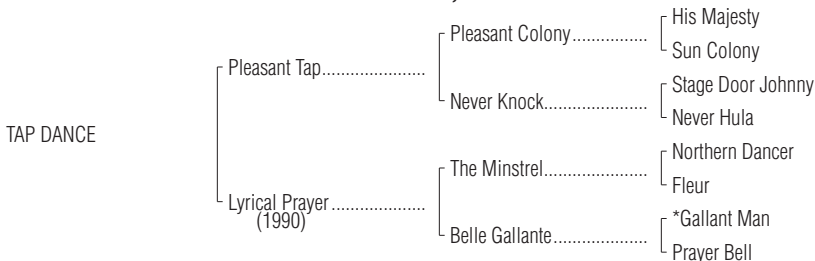 His Majesty
Pleasant Colony................
Sun Colony
Pleasant Tap......................
Stage Door Johnny
Never Knock......................
Never Hula
TAP DANCE
Northern Dancer
The Minstrel......................
Fleur
Lyrical Prayer....................
(1990)
*Gallant Man
Belle Gallante....................
Prayer Bell